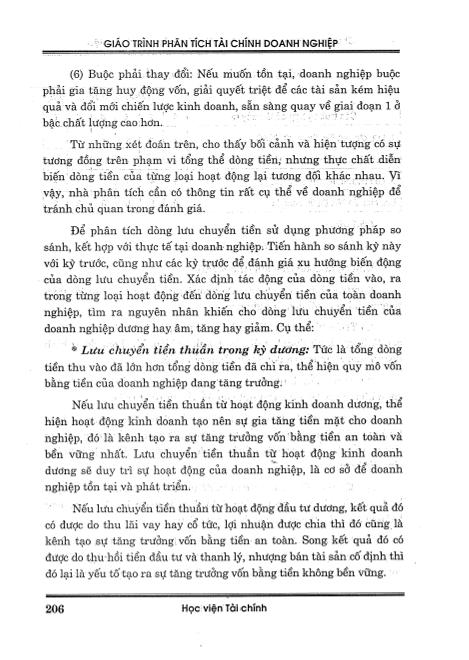 GIÁO TRÌNH PHÂN TÍCH TÀI CHÍNH DOANH NGHIỆP
(6) Buộc phải thay đổi: Nếu muốn tồn tại, doanh nghiệp buộc
phải gia tăng huy động vốn, giải quyết triệt để các tài sản kém hiệu
quả và đổi mới chiến lược kinh doanh, sẵn sàng quay về giai đoạn 1 ở
bậc chất lượng cao hơn.
Từ những xét đoán trên, cho thấy bối cảnh và hiện tượng có sự
tương đồng trên phạm vi tổng thể dòng tiền, nhưng thực chất diễn
biến dòng tiền của từng loại hoạt động lại tương đối khác nhau. Vì
vậy, nhà phân tích cần có thông tin rất cụ thể về doanh nghiệp để
tránh chủ quan trong đánh giá.
Để phân tích dòng lưu chuyển tiền sử dụng phương pháp so
sánh, kết hợp với thực tế tại doanh nghiệp. Tiến hành so sánh kỳ này
với kỳ trước, cũng như các kỳ trước để đánh giá xu hướng biến động
của dòng lưu chuyển tiền. Xác định tác động của dòng tiền vào, ra
trong từng loại hoạt động đến dòng lưu chuyển tiền của toàn doanh
nghiệp, tìm ra nguyên nhân khiến cho dòng lưu chuyển tiền của
doanh nghiệp dương hay âm, tăng hay giảm. Cụ thể:
* Lưu chuyển tiền thuần trong kỳ dương: Tức là tổng dòng
tiền thu vào đã lớn hơn tổng dòng tiền đã chi ra, thể hiện quy mô vốn
bằng tiền của doanh nghiệp đang tăng trưởng.
Nếu lưu chuyển tiền thuần từ hoạt động kinh doanh dương, thể
hiện hoạt động kinh doanh tạo nên sự gia tăng tiền mặt cho doanh
nghiệp, đó là kênh tạo ra sự tăng trưởng vốn bằng tiền an toàn và
bền vững nhất. Lưu chuyển tiền thuần từ hoạt động kinh doanh
dương sẽ duy trì sự hoạt động của doanh nghiệp, là cơ sở để doanh
nghiệp tồn tại và phát triển.
Nếu lưu chuyển tiền thuần từ hoạt động đầu tư dương, kết quả đó
có được do thu lãi vay hay cổ tức, lợi nhuận được chia thì đó cũng là
kênh tạo sự tăng trưởng vốn bằng tiền an toàn. Song kết quả đó có
được do thu hồi tiền đầu tư và thanh lý, nhượng bán tài sản cố định thì
đó lại là yếu tố tạo ra sự tăng trưởng vốn bằng tiền không bền vững.
206 Học viện Tài chính